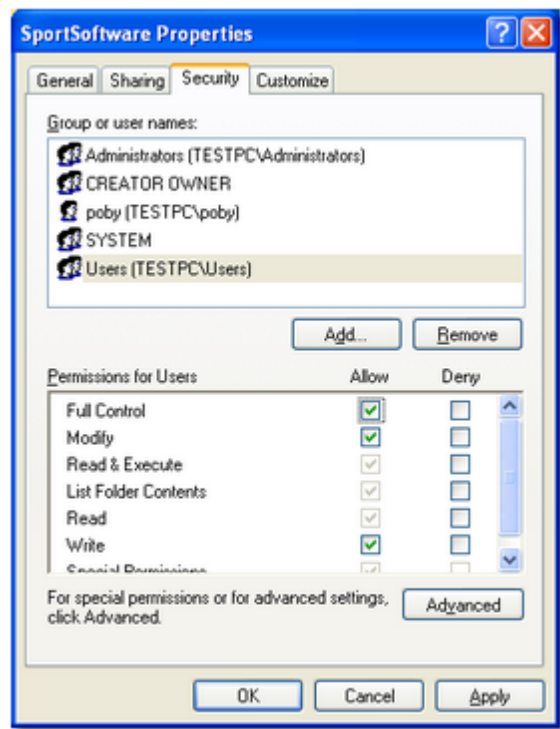 SportSoftware Properties
General Sharing Security Customize
Group or user names:
Administrators (TESTPC\Administrators)
CREATOR OWNER
poby (TESTPC\poby)
SYSTEM
Users (TESTPC\Users)
Add... Remove
Permissions for Users Allow Deny
Full Control
Modify
Read & Execute
List Folder Contents
Read
Write
Special Permissions
For special permissions or for advanced settings, click Advanced.
Advanced
OK Cancel Apply